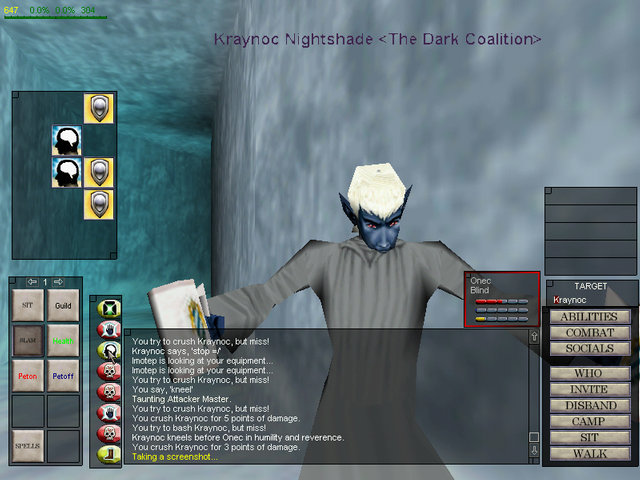 647 0.0% 0.0% 304
Kraynoc Nightshade <The Dark Coalition>
1
SIT Guild
SLAM Health
Peton Petoff
SPELLS
Onec
Blind
TARGET
Kraynoc
ABILITIES
COMBAT
SOCIALS
WHO
INVITE
DISBAND
CAMP
SIT
WALK
You try to crush Kraynoc, but miss!
Kraynoc says, 'stop =/'
Imotep is looking at your equipment...
Imotep is looking at your equipment...
You try to crush Kraynoc, but miss!
You say, 'kneel'
Taunting Attacker Master.
You try to crush Kraynoc, but miss!
You crush Kraynoc for 5 points of damage.
You try to bash Kraynoc, but miss!
Kraynoc kneels before Onec in humility and reverence.
You crush Kraynoc for 3 points of damage.
Taking a screenshot...